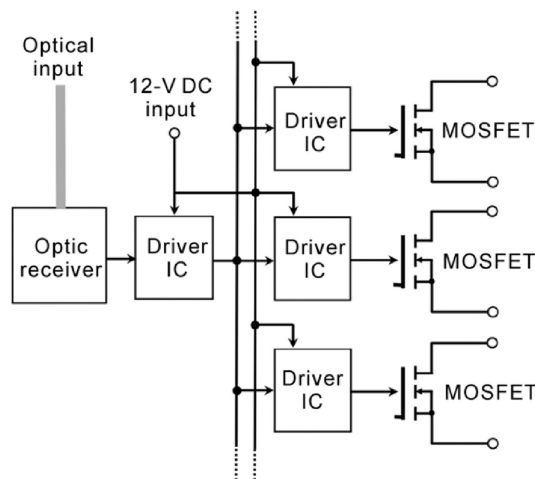 Optical
input
12-V DC
input
Driver
IC
MOSFET
Optic
receiver
Driver
IC
Driver
IC
MOSFET
Driver
IC
MOSFET